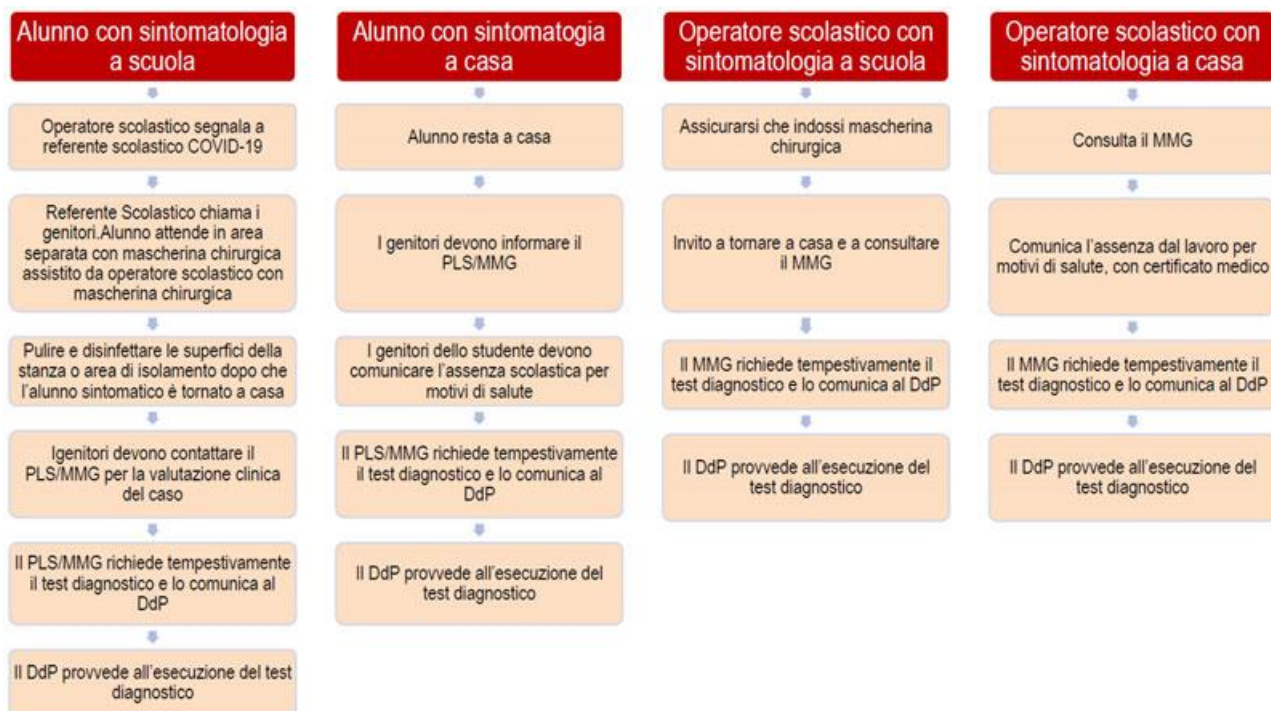 Alunno con sintomatologia
a scuola
Operatore scolastico segnala a
referente scolastico COVID-19
Referente Scolastico chiama i
genitori.Alunno attende in area
separata con mascherina chirurgica
assistito da operatore scolastico con
mascherina chirurgica
Pulire e disinfettare le superfici della
stanza o area di isolamento dopo che
l'alunno sintomatico è tornato a casa
Igenitori devono contattare il
PLS/MMG per la valutazione clinica
del caso
Il PLS/MMG richiede tempestivamente
il test diagnostico e lo comunica al
DdP
Il DdP provvede all'esecuzione del test
diagnostico
Alunno con sintomatogia
a casa
Alunno resta a casa
I genitori devono informare il
PLS/MMG
I genitori dello studente devono
comunicare l'assenza scolastica per
motivi di salute
Il PLS/MMG richiede tempestivamente
il test diagnostico e lo comunica al
DdP
Il DdP provvede all'esecuzione del
test diagnostico
Operatore scolastico con
sintomatologia a scuola
Assicurarsi che indossi mascherina
chirurgica
Invito a tornare a casa e a consultare
il MMG
Il MMG richiede tempestivamente il
test diagnostico e lo comunica al DdP
Il DdP provvede all'esecuzione del
test diagnostico
Operatore scolastico con
sintomatologia a casa
Consulta il MMG
Comunica l'assenza dal lavoro per
motivi di salute, con certificato medico
Il MMG richiede tempestivamente il
test diagnostico e lo comunica al DdP
Il DdP provvede all'esecuzione del
test diagnostico